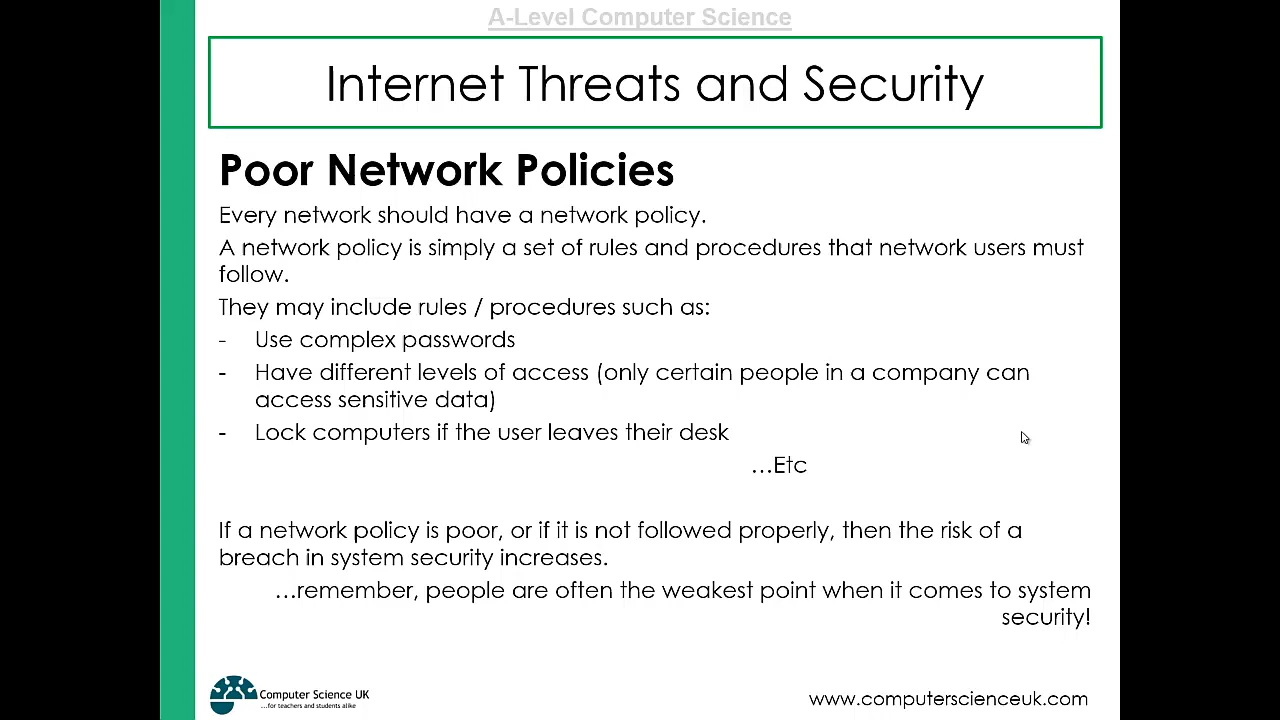 A-Level Computer Science
Internet Threats and Security
Poor Network Policies
Every network should have a network policy.
A network policy is simply a set of rules and procedures that network users must
follow.
They may include rules / procedures such as:
- Use complex passwords
- Have different levels of access (only certain people in a company can
access sensitive data)
- Lock computers if the user leaves their desk
…Etc
If a network policy is poor, or if it is not followed properly, then the risk of a
breach in system security increases.
…remember, people are often the weakest point when it comes to system
security!
Computer Science UK
…for teachers and students alike
www.computerscienceuk.com